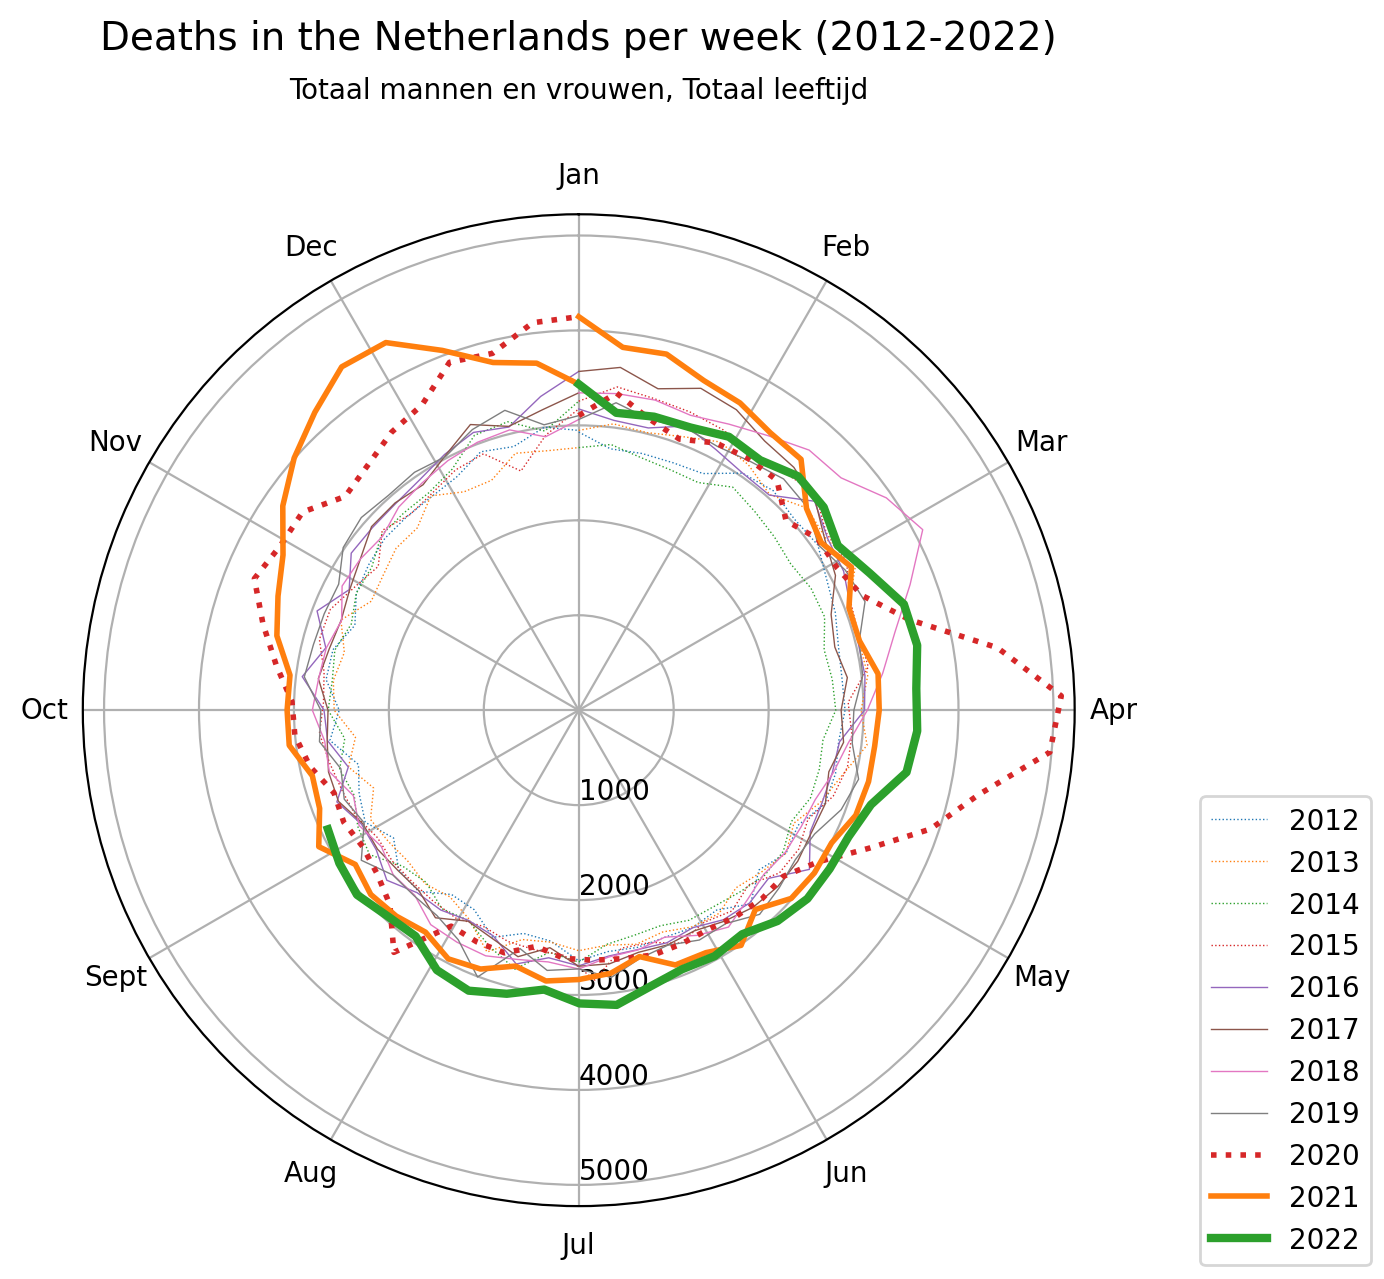 Deaths in the Netherlands per week (2012-2022)
Totaal mannen en vrouwen, Totaal leeftijd
Jan
Dec
Feb
Nov
Mar
Oct
Apr
1000
2000
3000
4000
5000
Sept
May
Aug
Jun
Jul
2012
2013
2014
2015
2016
2017
2018
2019
2020
2021
2022